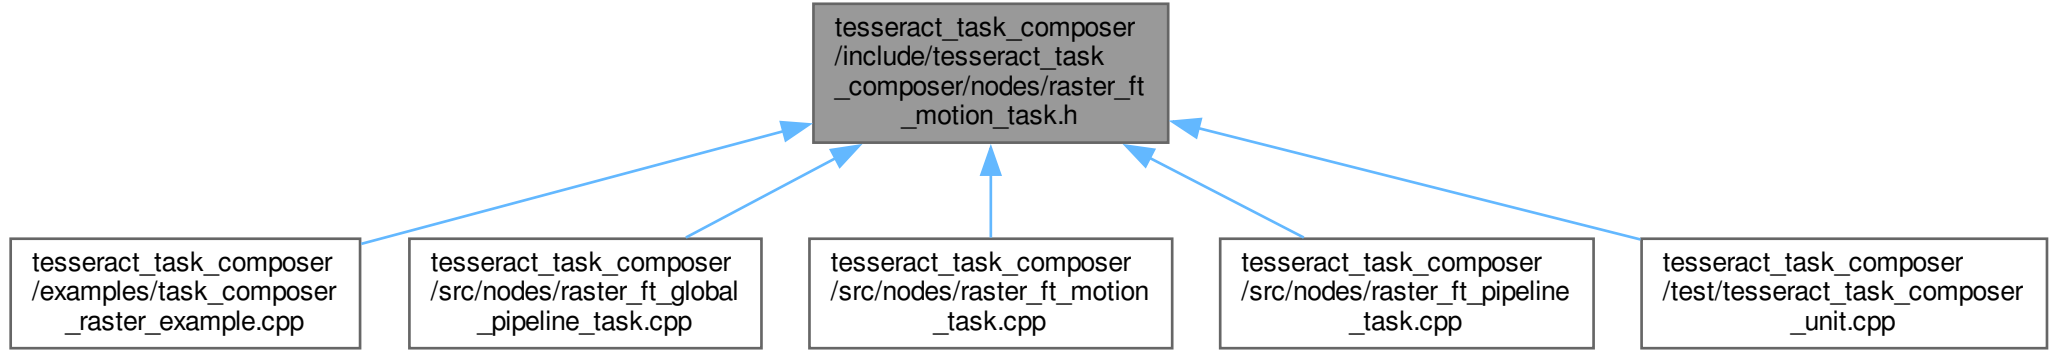 tesseract_task_composer
/include/tesseract_task
_composer/nodes/raster_ft
_motion_task.h
tesseract_task_composer
/examples/task_composer
_raster_example.cpp
tesseract_task_composer
/src/nodes/raster_ft_global
_pipeline_task.cpp
tesseract_task_composer
/src/nodes/raster_ft_motion
_task.cpp
tesseract_task_composer
/src/nodes/raster_ft_pipeline
_task.cpp
tesseract_task_composer
/test/tesseract_task_composer
_unit.cpp